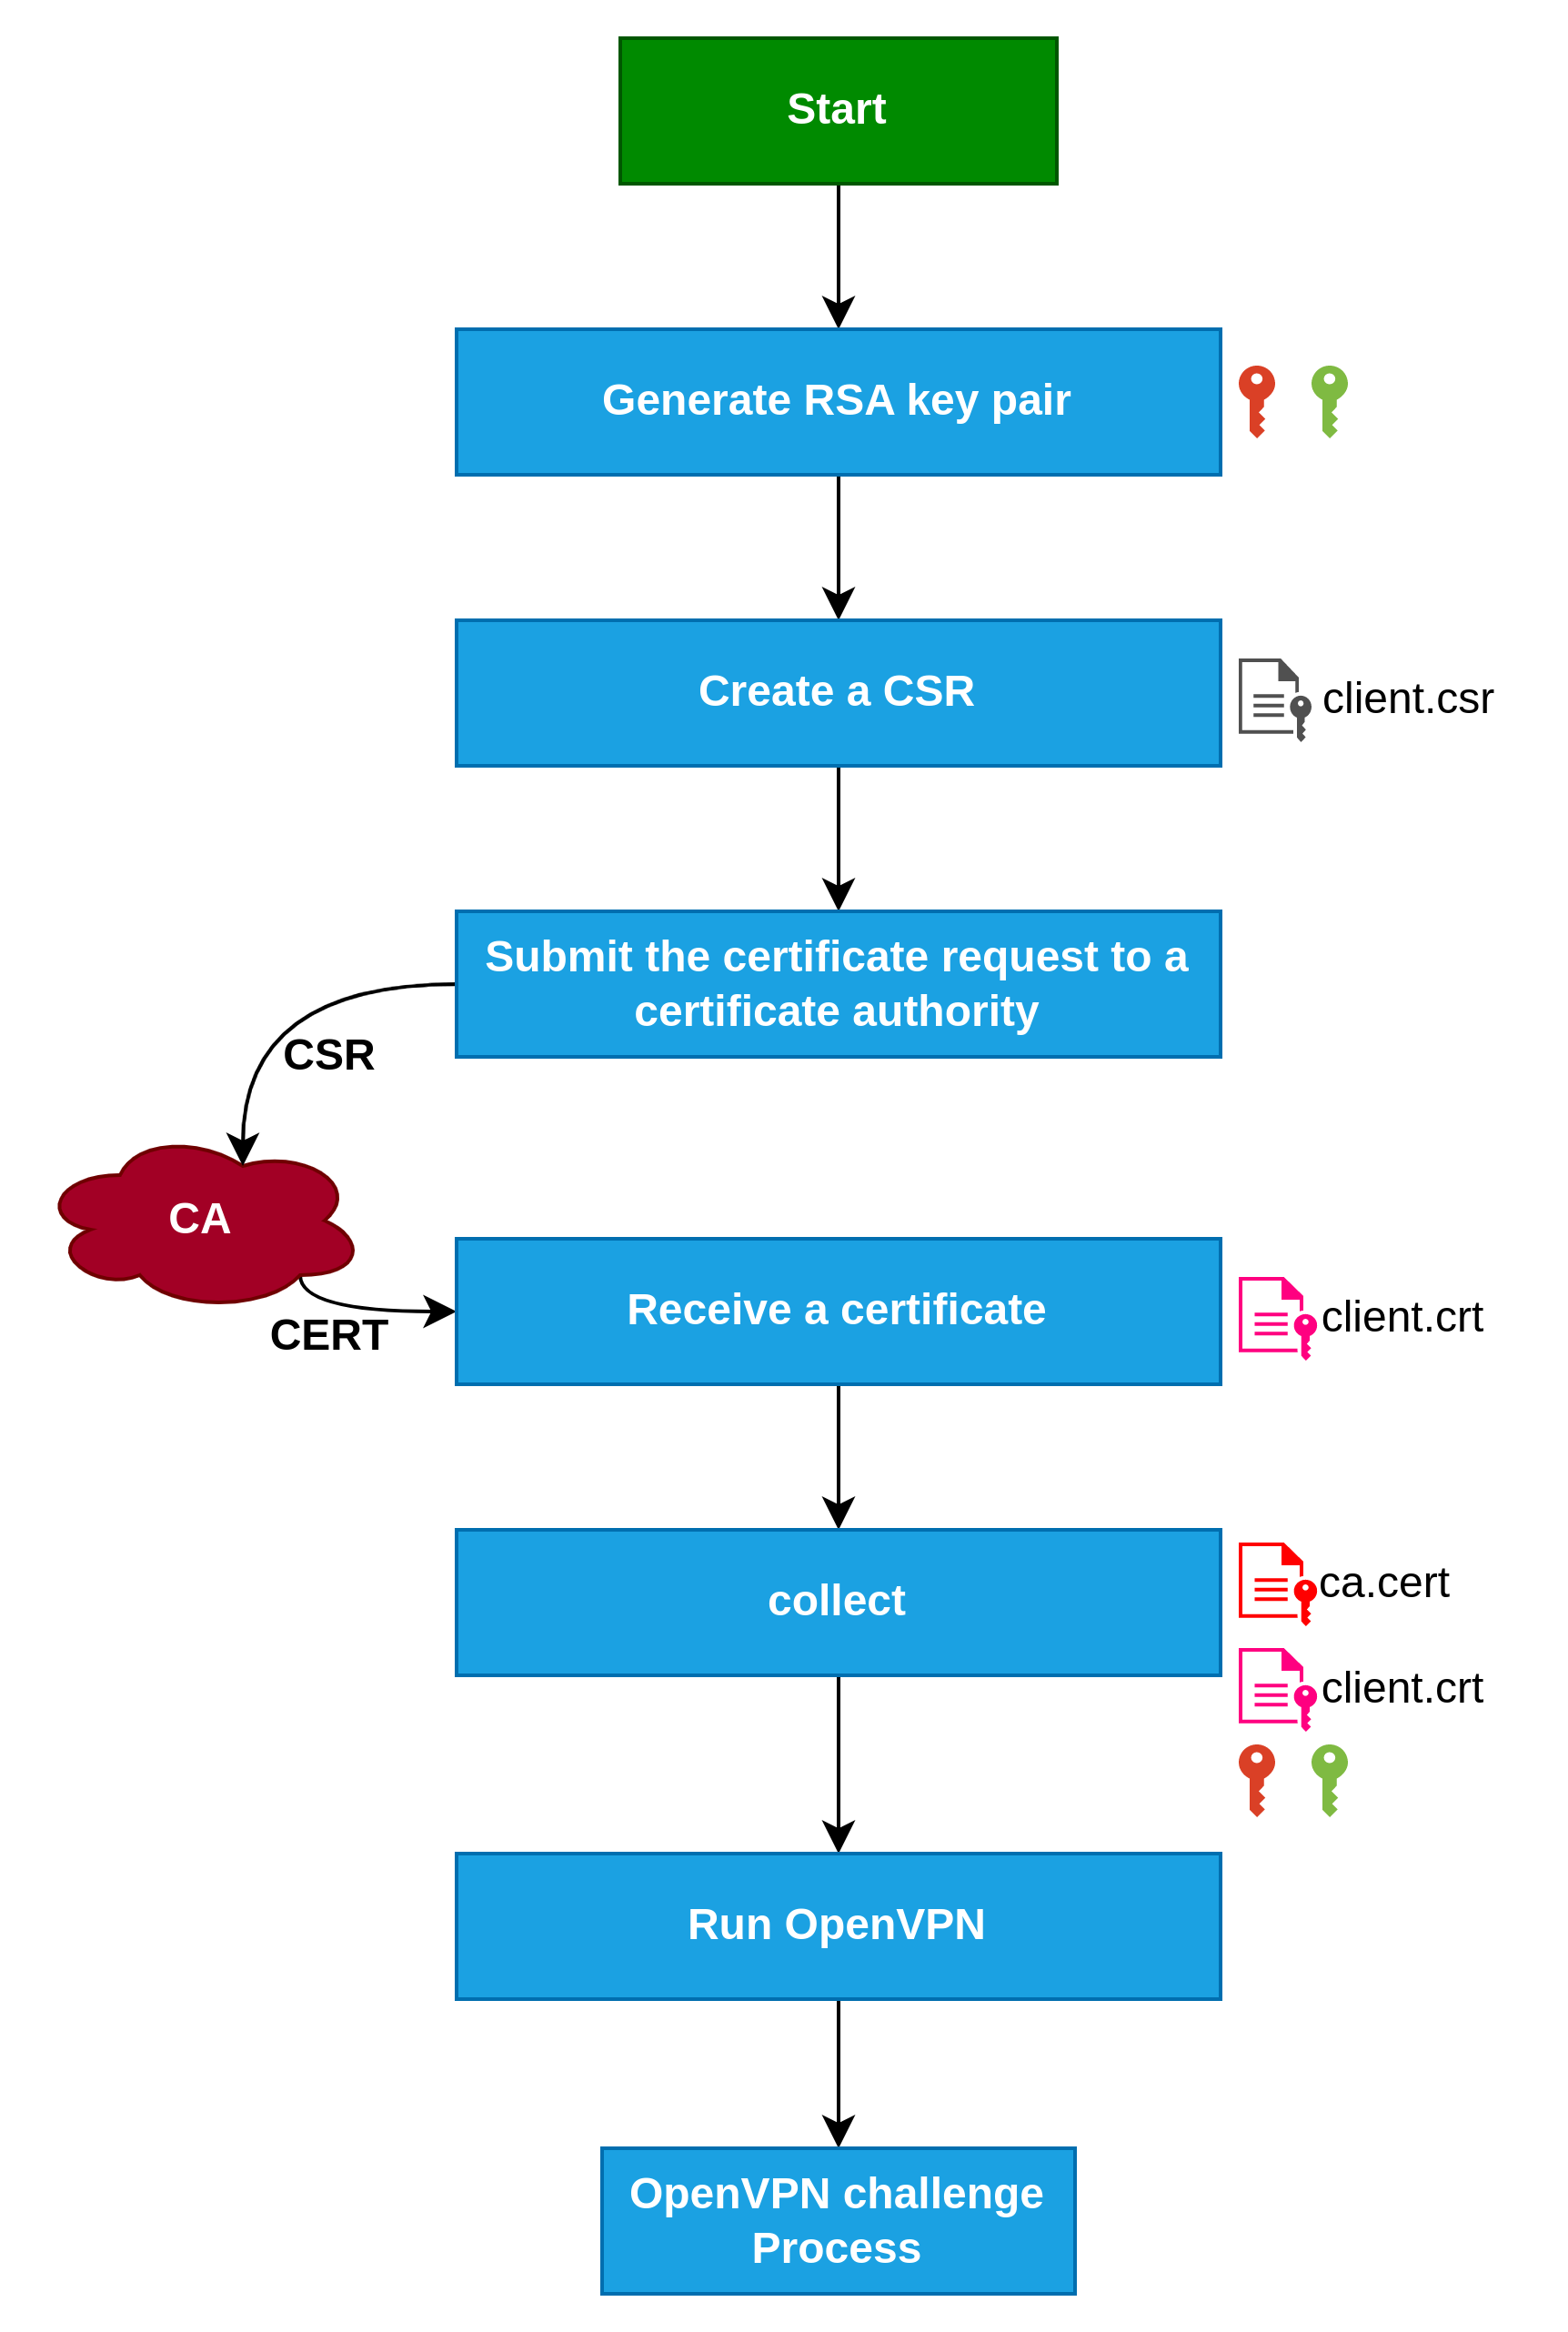 Start
Generate RSA key pair
Create a CSR
client.csr
Submit the certificate request to a
certificate authority
CSR
CA
CERT
Receive a certificate
client.crt
collect
ca.cert
client.crt
Run OpenVPN
OpenVPN challenge
Process